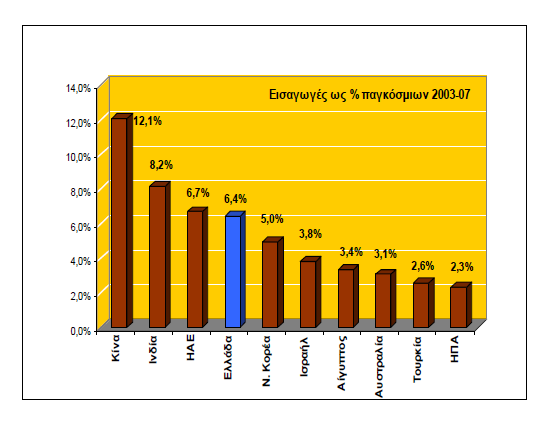 Εισαγωγές ως % παγκόσμιων 2003-07
14,0%
12,0%
10,0%
8,0%
6,0%
4,0%
2,0%
0,0%
12,1%
8,2%
6,7%
6,4%
5,0%
3,8%
3,4%
3,1%
2,6%
2,3%
Κίνα
Ινδία
ΗΑΕ
Ελλάδα
Ν. Κορέα
Ισραήλ
Αίγυπτος
Αυστραλία
Τουρκία
ΗΠΑ